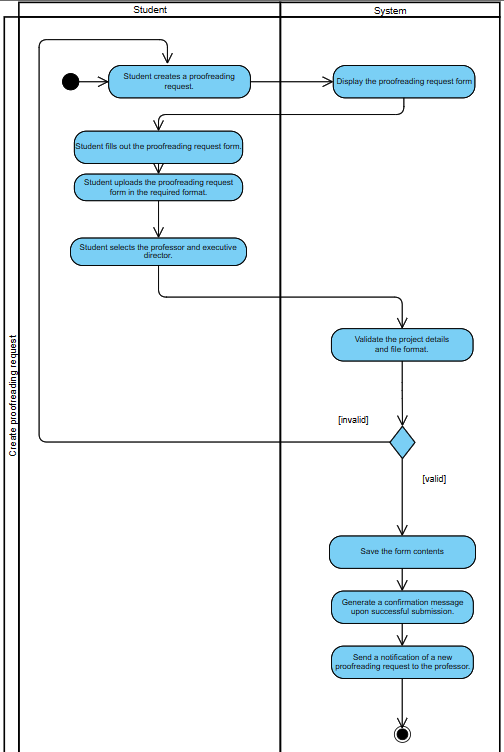 Student
System
Student creates a proofreading
request.
Display the proofreading request form
Student fills out the proofreading request form.
Student uploads the proofreading request
form in the required format.
Student selects the professor and executive
director.
Validate the project details
and file format.
Create proofreading request
[invalid]
[valid]
Save the form contents
Generate a confirmation message
upon successful submission.
Send a notification of a new
proofreading request to the professor.